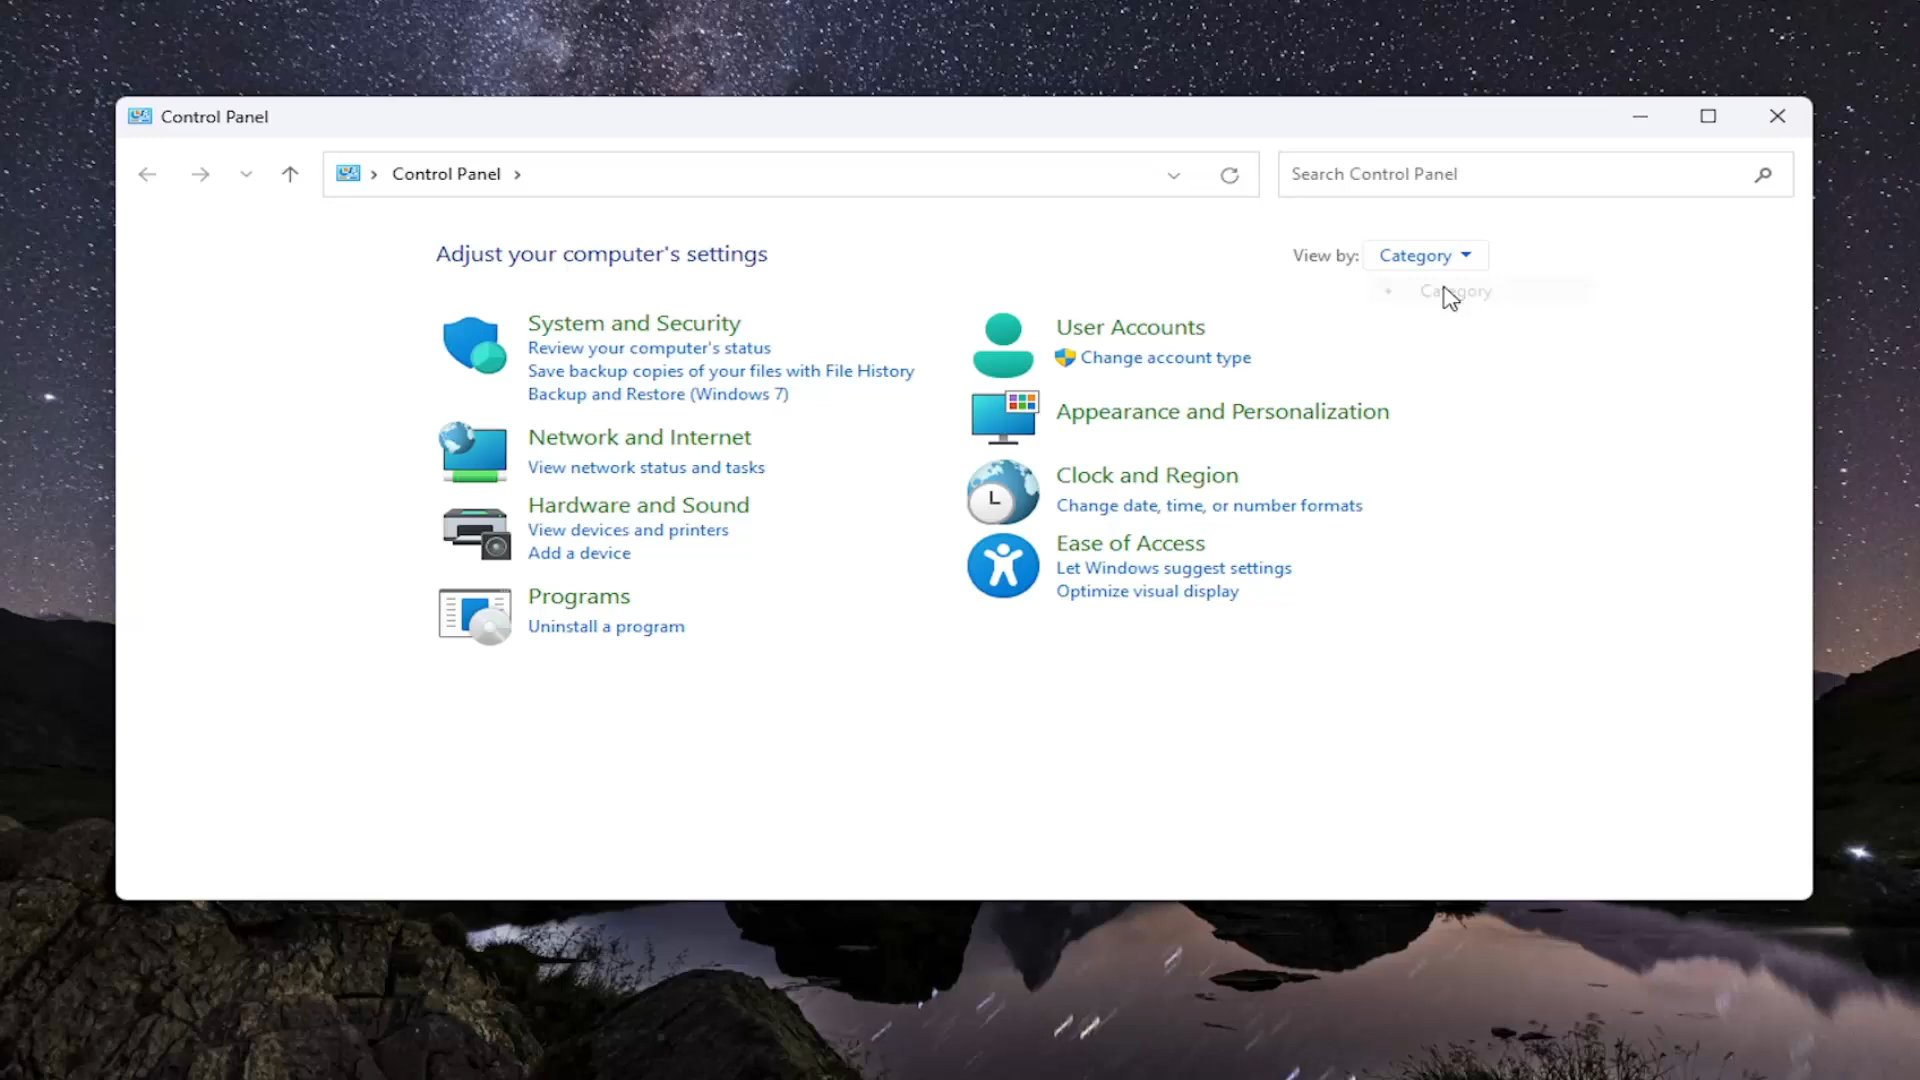 Control Panel
Control Panel
Search Control Panel
Adjust your computer's settings
View by: Category
Category
System and Security
Review your computer's status
Save backup copies of your files with File History
Backup and Restore (Windows 7)
Network and Internet
View network status and tasks
Hardware and Sound
View devices and printers
Add a device
Programs
Uninstall a program
User Accounts
Change account type
Appearance and Personalization
Clock and Region
Change date, time, or number formats
Ease of Access
Let Windows suggest settings
Optimize visual display